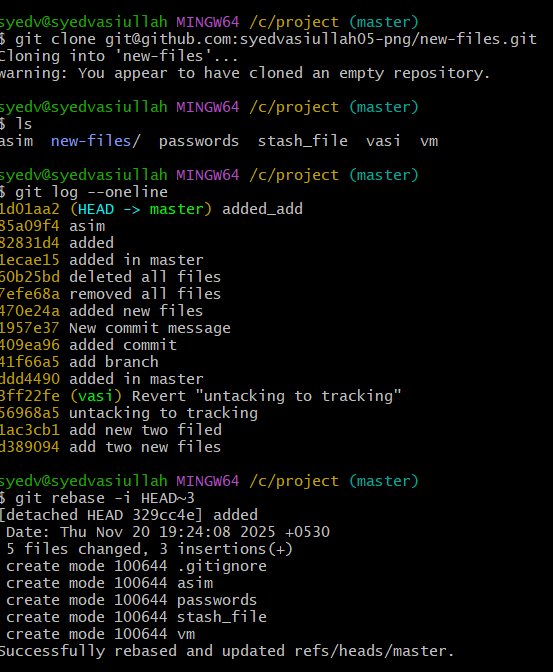 syedv@syedvasiullah MINGW64 /c/project (master)
$ git clone git@github.com:syedvasiullah05-png/new-files.git
Cloning into 'new-files'...
warning: You appear to have cloned an empty repository.
syedv@syedvasiullah MINGW64 /c/project (master)
$ ls
asim  new-files/  passwords  stash_file  vasi  vm
syedv@syedvasiullah MINGW64 /c/project (master)
$ git log --oneline
1d01aa2 (HEAD -> master) added_add
85a09f4 asim
82831d4 added
1ecae15 added in master
60b25bd deleted all files
7efe68a removed all files
470e24a added new files
1957e37 New commit message
409ea96 added commit
41f66a5 add branch
ddd4490 added in master
3ff22fe (vasi) Revert "untacking to tracking"
56968a5 untacking to tracking
1ac3cb1 add new two filed
d389094 add two new files
syedv@syedvasiullah MINGW64 /c/project (master)
$ git rebase -i HEAD~3
[detached HEAD 329cc4e] added
Date: Thu Nov 20 19:24:08 2025 +0530
5 files changed, 3 insertions(+)
create mode 100644 .gitignore
create mode 100644 asim
create mode 100644 passwords
create mode 100644 stash_file
create mode 100644 vm
Successfully rebased and updated refs/heads/master.